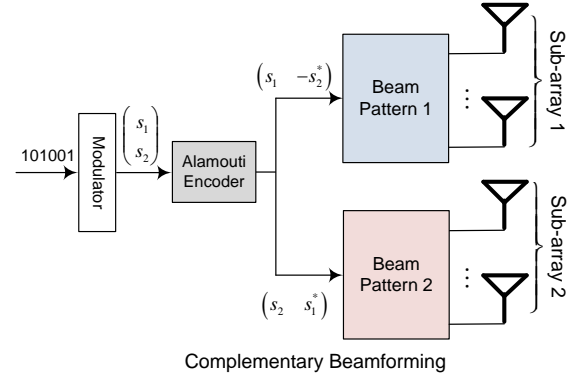 101001
Modulator
(s₁
s₂)
Alamouti
Encoder
(s₁ -s₂*)
(s₂ s₁*)
Beam
Pattern 1
Beam
Pattern 2
⋮
⋮
Sub-array 1
Sub-array 2
Complementary Beamforming